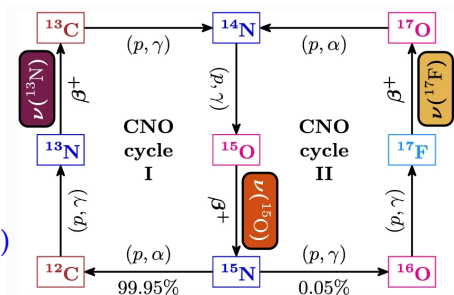 ¹³C
(p, γ)
¹⁴N
(p, α)
¹⁷O
ν(¹³N)
β⁺
(p, γ)
β⁺
ν(¹⁷F)
CNO
cycle
I
CNO
cycle
II
¹³N
¹⁵O
¹⁷F
(p, γ)
β⁺
ν(¹⁵O)
(p, γ)
)
¹²C
(p, α)
99.95%
¹⁵N
(p, γ)
0.05%
¹⁶O